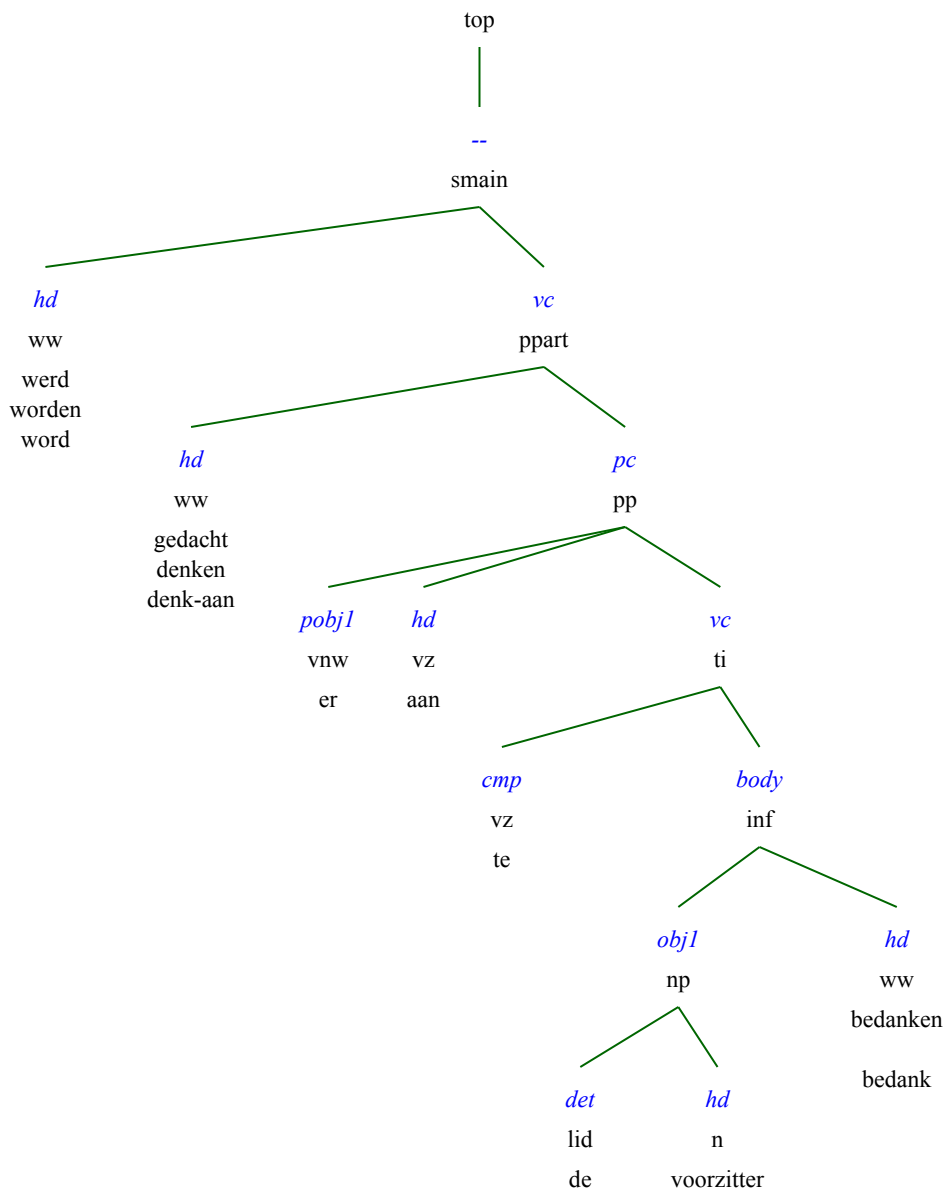 top
--
smain
hd vc
ww ppart
werd
worden
word
hd pc
ww pp
gedacht
denken
denk-aan
pobj1 hd vc
vnw vz ti
er aan
cmp body
vz inf
te
obj1 hd
np ww
bedanken
bedank
det hd
lid n
de voorzitter